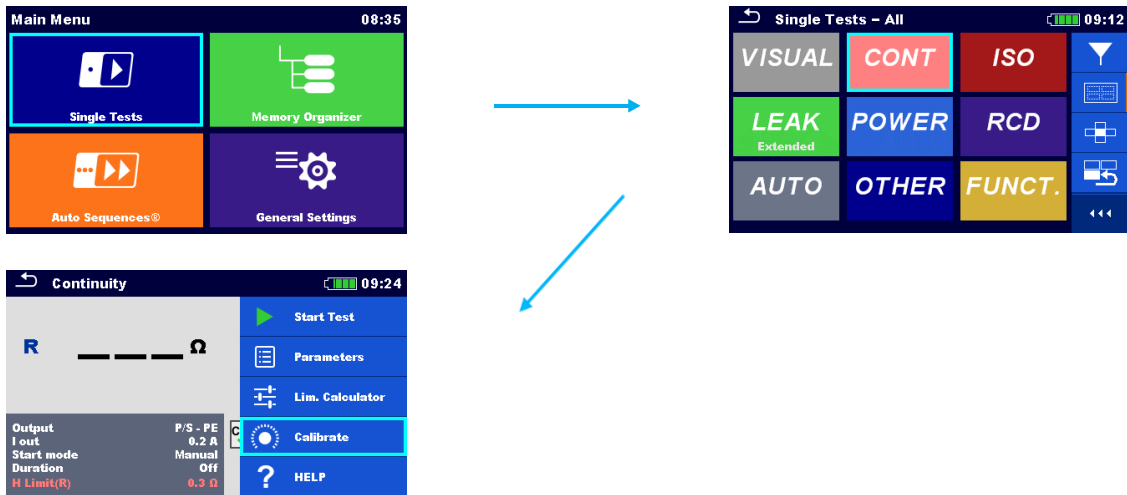 Main Menu 08:35
Single Tests
Memory Organizer
Auto Sequences®
General Settings
Single Tests – All 09:12
VISUAL CONT ISO
LEAK POWER RCD
Extended
AUTO OTHER FUNCT.
Continuity 09:24
R _ _ _ Ω
Output P/S - PE
I out 0.2 A
Start mode Manual
Duration Off
H Limit(R) 0.3 Ω
C
Start Test
Parameters
Lim. Calculator
Calibrate
? HELP